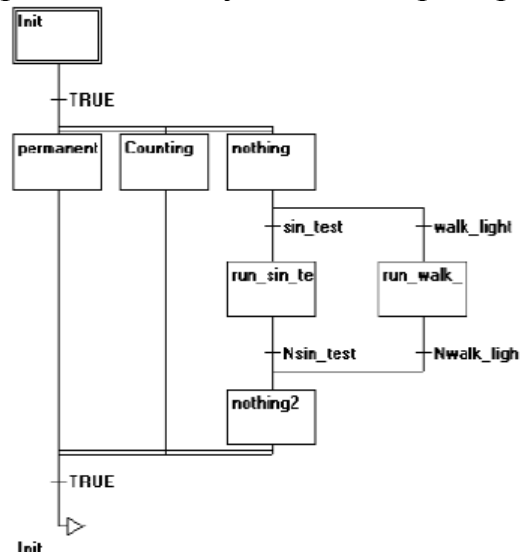 Init
TRUE
permanent Counting nothing
sin_test walk_light
run_sin_te run_walk_
Nsin_test Nwalk_ligh
nothing2
TRUE
Init